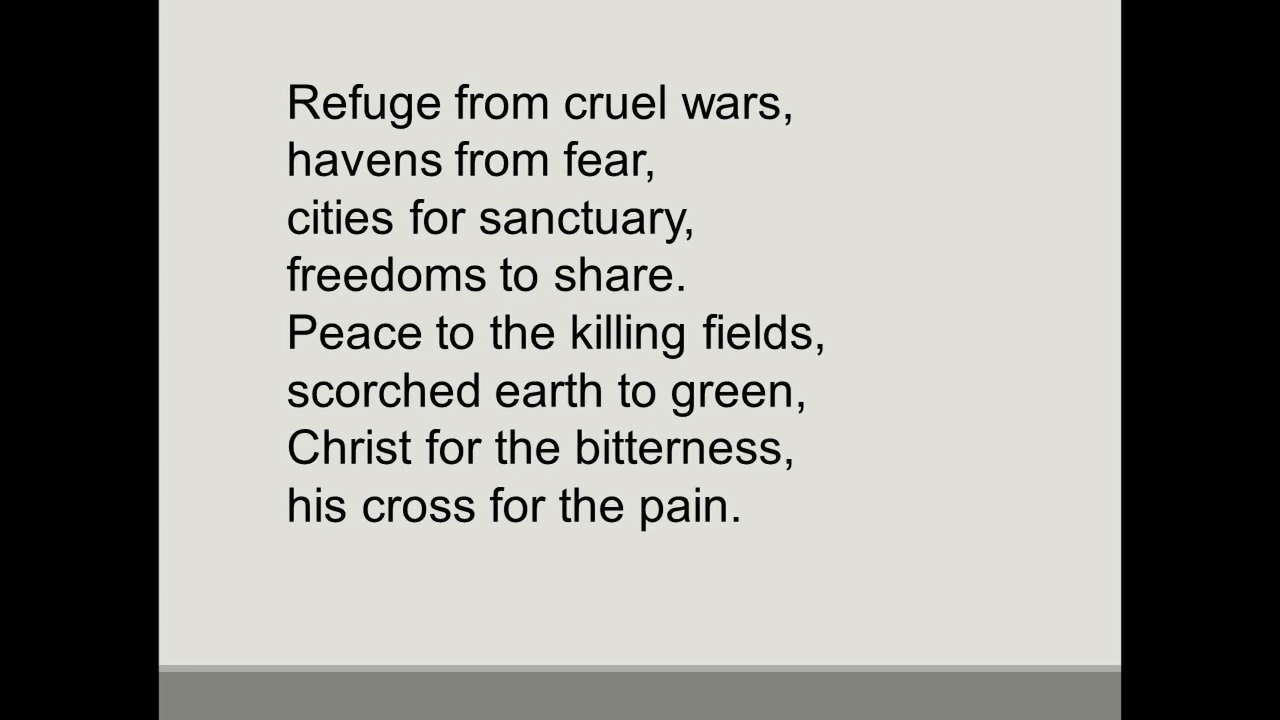 Refuge from cruel wars,
havens from fear,
cities for sanctuary,
freedoms to share.
Peace to the killing fields,
scorched earth to green,
Christ for the bitterness,
his cross for the pain.